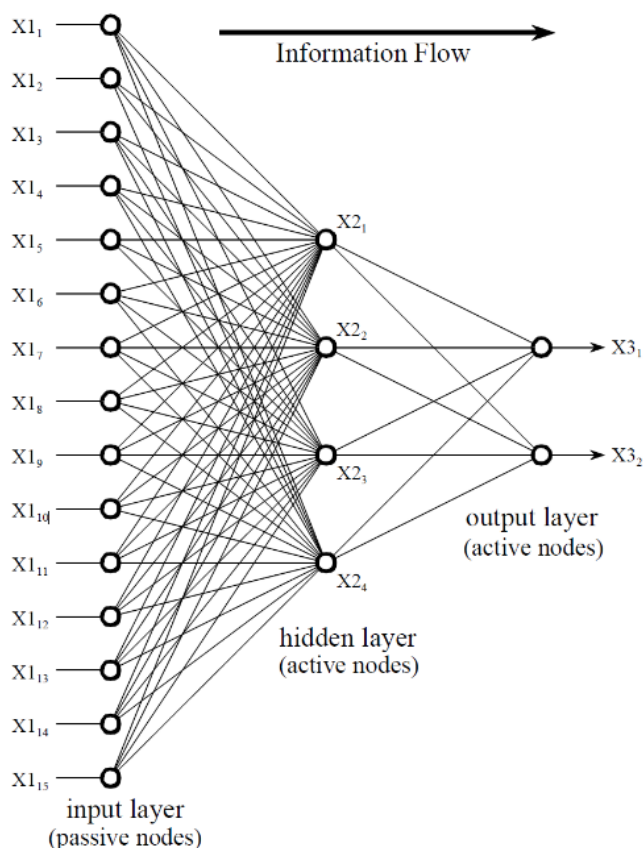 X1₁
Information Flow
X1₂
X1₃
X1₄
X1₅
X1₆
X1₇
X1₈
X1₉
X1₁₀
X1₁₁
X1₁₂
X1₁₃
X1₁₄
X1₁₅
input layer
(passive nodes)
X2₁
X2₂
X2₃
X2₄
hidden layer
(active nodes)
X3₁
X3₂
output layer
(active nodes)